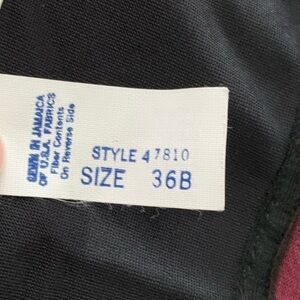 SEWN IN JAMAICA
OF U.S.A. FABRICS
Fiber Contents
On Reverse Side
STYLE 47810
SIZE 36B